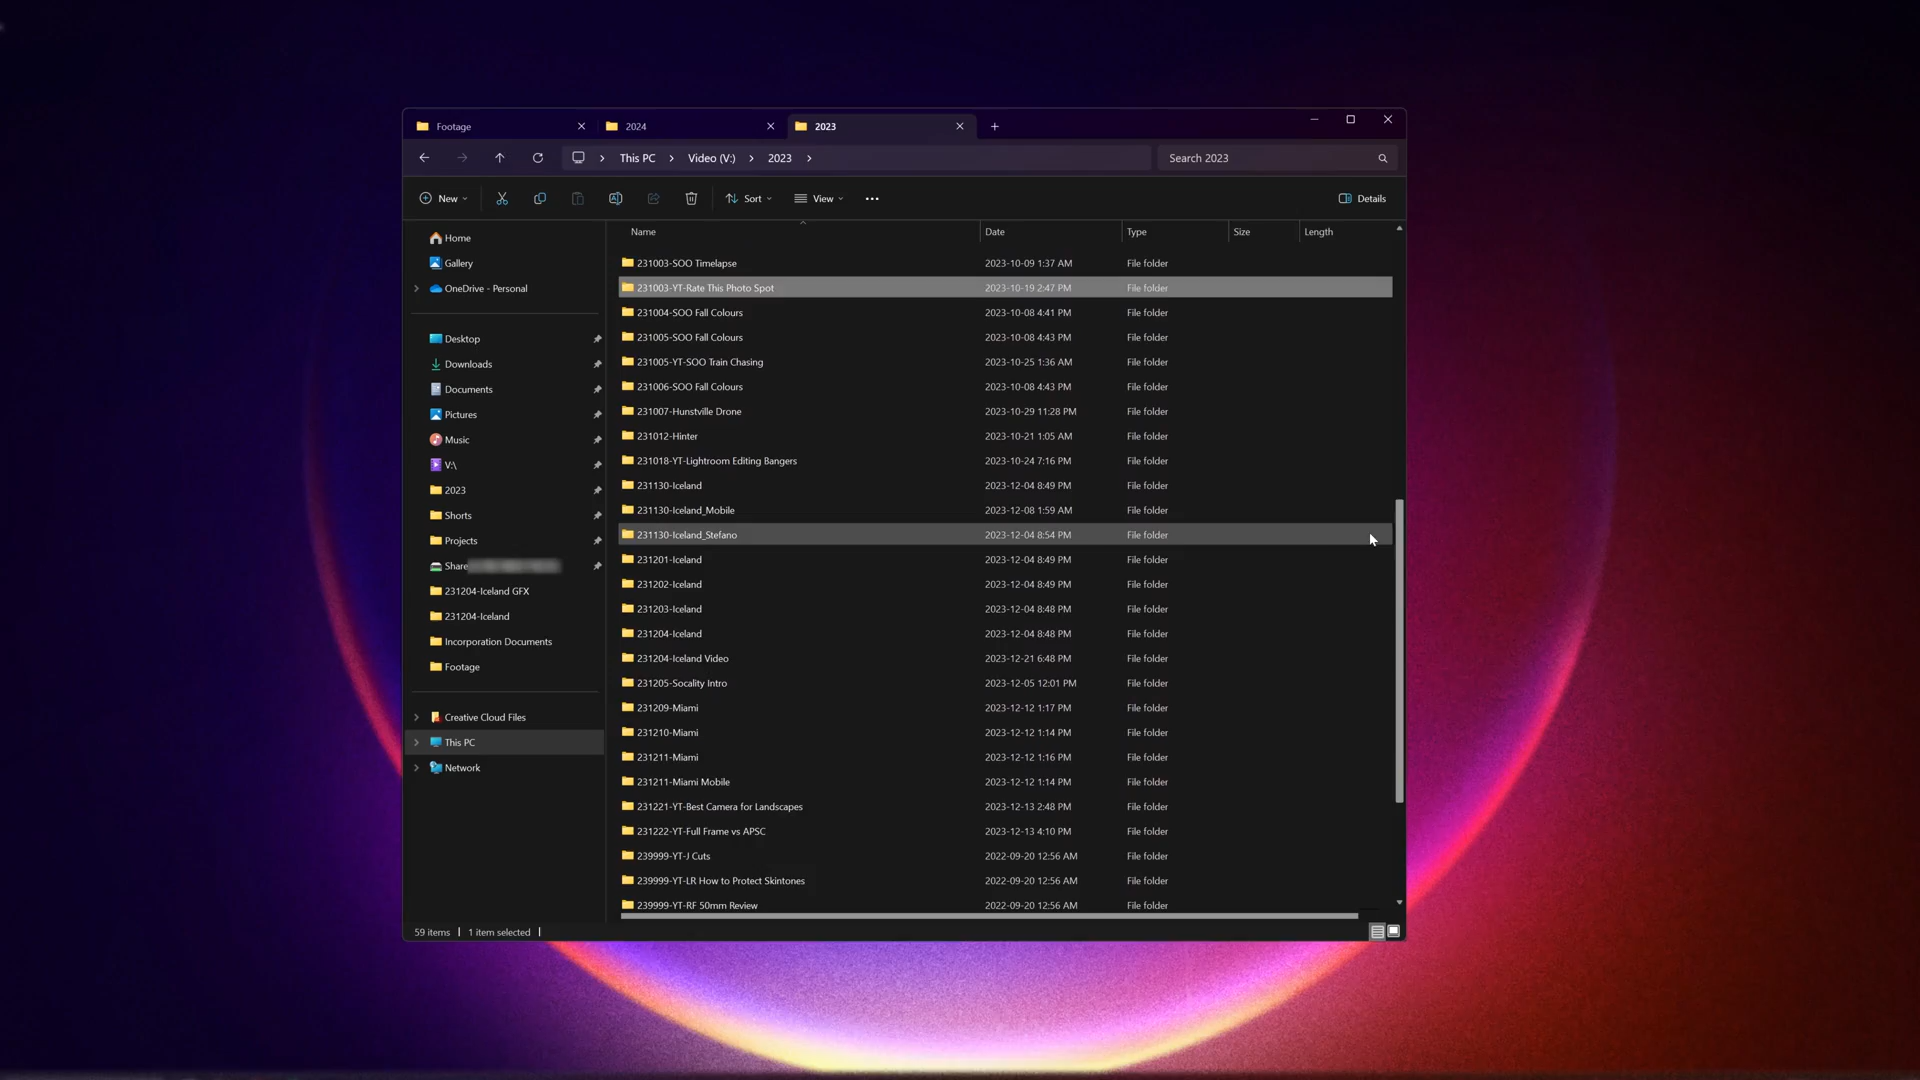 Footage
2024
2023
This PC > Video (V:) > 2023 >
Search 2023
New
Sort
View
Details
Home
Gallery
OneDrive - Personal
Desktop
Downloads
Documents
Pictures
Music
V:\
2023
Shorts
Projects
Share
231204-Iceland GFX
231204-Iceland
Incorporation Documents
Footage
Creative Cloud Files
This PC
Network
Name Date Type Size Length
231003-SOO Timelapse 2023-10-09 1:37 AM File folder
231003-YT-Rate This Photo Spot 2023-10-19 2:47 PM File folder
231004-SOO Fall Colours 2023-10-08 4:41 PM File folder
231005-SOO Fall Colours 2023-10-08 4:43 PM File folder
231005-YT-SOO Train Chasing 2023-10-25 1:36 AM File folder
231006-SOO Fall Colours 2023-10-08 4:43 PM File folder
231007-Hunstville Drone 2023-10-29 11:28 PM File folder
231012-Hinter 2023-10-21 1:05 AM File folder
231018-YT-Lightroom Editing Bangers 2023-10-24 7:16 PM File folder
231130-Iceland 2023-12-04 8:49 PM File folder
231130-Iceland_Mobile 2023-12-08 1:59 AM File folder
231130-Iceland_Stefano 2023-12-04 8:54 PM File folder
231201-Iceland 2023-12-04 8:49 PM File folder
231202-Iceland 2023-12-04 8:49 PM File folder
231203-Iceland 2023-12-04 8:48 PM File folder
231204-Iceland 2023-12-04 8:48 PM File folder
231204-Iceland Video 2023-12-21 6:48 PM File folder
231205-Socality Intro 2023-12-05 12:01 PM File folder
231209-Miami 2023-12-12 1:17 PM File folder
231210-Miami 2023-12-12 1:14 PM File folder
231211-Miami 2023-12-12 1:16 PM File folder
231211-Miami Mobile 2023-12-12 1:14 PM File folder
231221-YT-Best Camera for Landscapes 2023-12-13 2:48 PM File folder
231222-YT-Full Frame vs APSC 2023-12-13 4:10 PM File folder
239999-YT-J Cuts 2022-09-20 12:56 AM File folder
239999-YT-LR How to Protect Skintones 2022-09-20 12:56 AM File folder
239999-YT-RF 50mm Review 2022-09-20 12:56 AM File folder
59 items | 1 item selected |